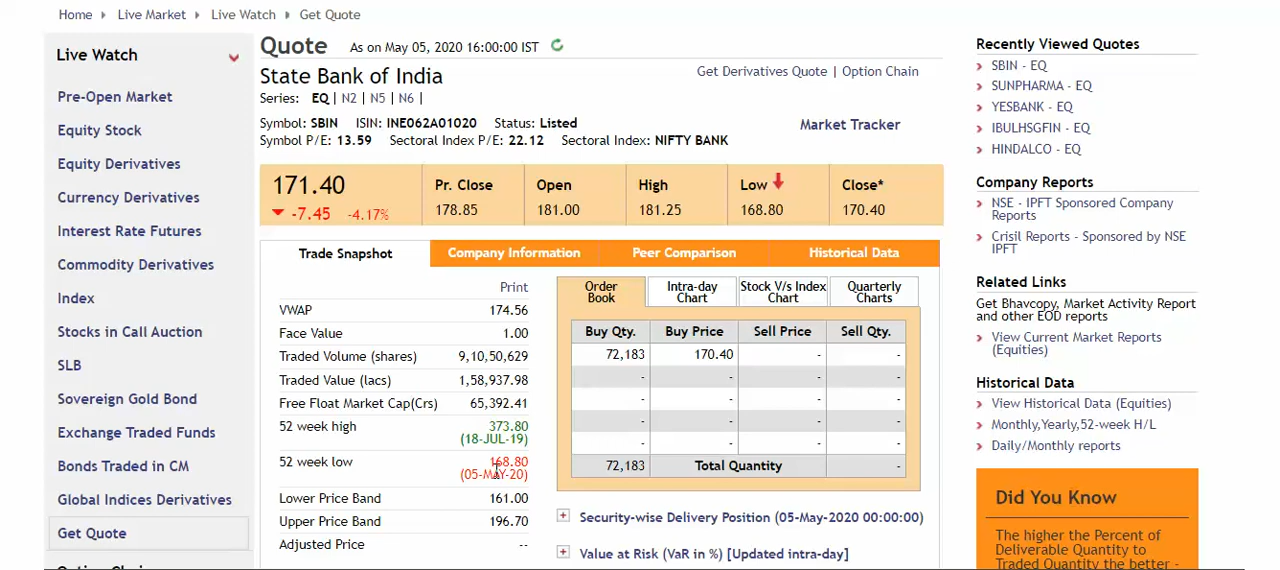 Home Live Market Live Watch Get Quote
Live Watch
Pre-Open Market
Equity Stock
Equity Derivatives
Currency Derivatives
Interest Rate Futures
Commodity Derivatives
Index
Stocks in Call Auction
SLB
Sovereign Gold Bond
Exchange Traded Funds
Bonds Traded in CM
Global Indices Derivatives
Get Quote
Quote As on May 05, 2020 16:00:00 IST
State Bank of India
Get Derivatives Quote | Option Chain
Series: EQ | N2 | N5 | N6 |
Symbol: SBIN ISIN: INE062A01020 Status: Listed
Market Tracker
Symbol P/E: 13.59 Sectoral Index P/E: 22.12 Sectoral Index: NIFTY BANK
171.40 Pr. Close Open High Low Close*
-7.45 -4.17% 178.85 181.00 181.25 168.80 170.40
Trade Snapshot Company Information Peer Comparison Historical Data
Print
VWAP 174.56
Face Value 1.00
Traded Volume (shares) 9,10,50,629
Traded Value (lacs) 1,58,937.98
Free Float Market Cap(Crs) 65,392.41
52 week high 373.80
(18-JUL-19)
52 week low 168.80
(05-MAY-20)
Lower Price Band 161.00
Upper Price Band 196.70
Adjusted Price --
Order Book Intra-day Chart Stock V/s Index Chart Quarterly Charts
Buy Qty. Buy Price Sell Price Sell Qty.
72,183 170.40 - -
- - - -
- - - -
- - - -
- - - -
72,183 Total Quantity -
Security-wise Delivery Position (05-May-2020 00:00:00)
Value at Risk (VaR in %) [Updated intra-day]
Recently Viewed Quotes
SBIN - EQ
SUNPHARMA - EQ
YESBANK - EQ
IBULHSGFIN - EQ
HINDALCO - EQ
Company Reports
NSE - IPFT Sponsored Company
Reports
Crisil Reports - Sponsored by NSE
IPFT
Related Links
Get Bhavcopy, Market Activity Report
and other EOD reports
View Current Market Reports
(Equities)
Historical Data
View Historical Data (Equities)
Monthly,Yearly,52-week H/L
Daily/Monthly reports
Did You Know
The higher the Percent of
Deliverable Quantity to
Traded Quantity the better -